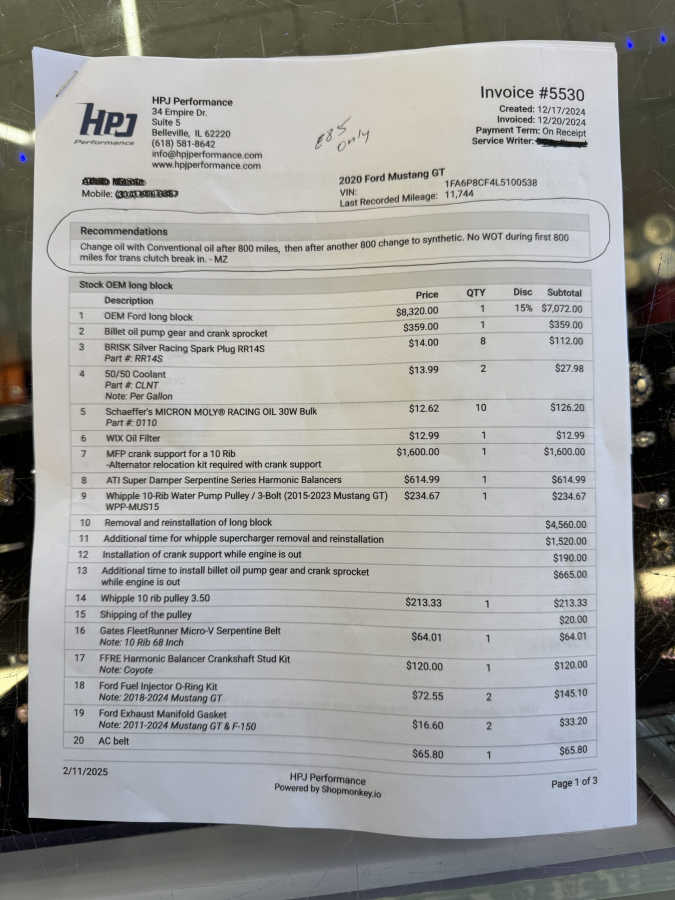 HPJ
Performance
HPJ Performance
34 Empire Dr.
Suite 5
Belleville, IL 62220
(618) 581-8642
info@hpjperformance.com
www.hpjperformance.com
E85
only
Invoice #5530
Created: 12/17/2024
Invoiced: 12/20/2024
Payment Term: On Receipt
Service Writer:
Mobile:
2020 Ford Mustang GT
VIN: 1FA6P8CF4L5100538
Last Recorded Mileage: 11,744
Recommendations
Change oil with Conventional oil after 800 miles, then after another 800 change to synthetic. No WOT during first 800
miles for trans clutch break in. - MZ
Stock OEM long block
Description Price QTY Disc Subtotal
1 OEM Ford long block $8,320.00 1 15% $7,072.00
2 Billet oil pump gear and crank sprocket $359.00 1 $359.00
3 BRISK Silver Racing Spark Plug RR14S $14.00 8 $112.00
Part #: RR14S
4 50/50 Coolant $13.99 2 $27.98
Part #: CLNT
Note: Per Gallon
5 Schaeffer's MICRON MOLY® RACING OIL 30W Bulk $12.62 10 $126.20
Part #: 0110
6 WIX Oil Filter $12.99 1 $12.99
7 MFP crank support for a 10 Rib $1,600.00 1 $1,600.00
-Alternator relocation kit required with crank support
8 ATI Super Damper Serpentine Series Harmonic Balancers $614.99 1 $614.99
9 Whipple 10-Rib Water Pump Pulley / 3-Bolt (2015-2023 Mustang GT) $234.67 1 $234.67
WPP-MUS15
10 Removal and reinstallation of long block $4,560.00
11 Additional time for whipple supercharger removal and reinstallation $1,520.00
12 Installation of crank support while engine is out $190.00
13 Additional time to install billet oil pump gear and crank sprocket $665.00
while engine is out
14 Whipple 10 rib pulley 3.50 $213.33 1 $213.33
15 Shipping of the pulley $20.00
16 Gates FleetRunner Micro-V Serpentine Belt $64.01 1 $64.01
Note: 10 Rib 68 Inch
17 FFRE Harmonic Balancer Crankshaft Stud Kit $120.00 1 $120.00
Note: Coyote
18 Ford Fuel Injector O-Ring Kit $72.55 2 $145.10
Note: 2018-2024 Mustang GT
19 Ford Exhaust Manifold Gasket $16.60 2 $33.20
Note: 2011-2024 Mustang GT & F-150
20 AC belt $65.80 1 $65.80
2/11/2025
HPJ Performance
Powered by Shopmonkey.io
Page 1 of 3